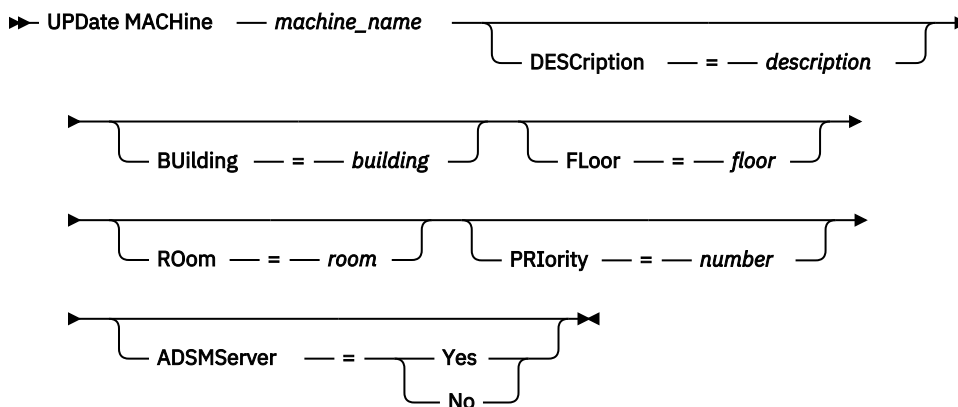 UPDate MACHine machine_name
DESCription = description
BUilding = building FLoor = floor
ROom = room PRIority = number
ADSMServer = Yes
No